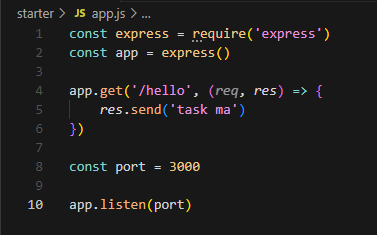 starter > JS app.js > ...
1 const express = require('express')
2 const app = express()
3
4 app.get('/hello', (req, res) => {
5     res.send('task ma')
6 })
7
8 const port = 3000
9
10 app.listen(port)